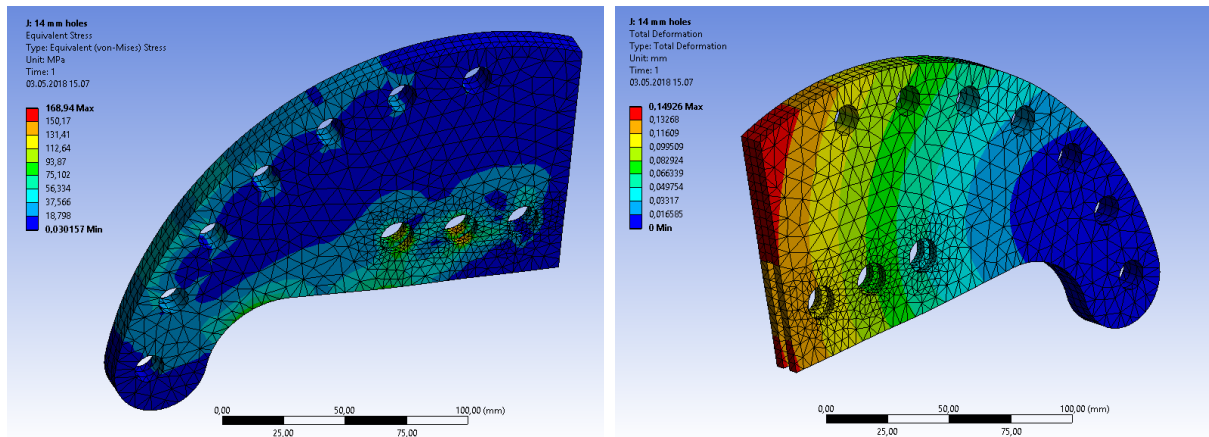 J: 14 mm holes
Equivalent Stress
Type: Equivalent (von-Mises) Stress
Unit: MPa
Time: 1
03.05.2018 15.07
168,94 Max
150,17
131,41
112,64
93,87
75,102
56,334
37,566
18,798
0,030157 Min
0,00
50,00
100,00 (mm)
25,00
75,00
J: 14 mm holes
Total Deformation
Type: Total Deformation
Unit: mm
Time: 1
03.05.2018 15.07
0,14926 Max
0,13268
0,11609
0,099509
0,082924
0,066339
0,049754
0,03317
0,016585
0 Min
0,00
50,00
100,00 (mm)
25,00
75,00